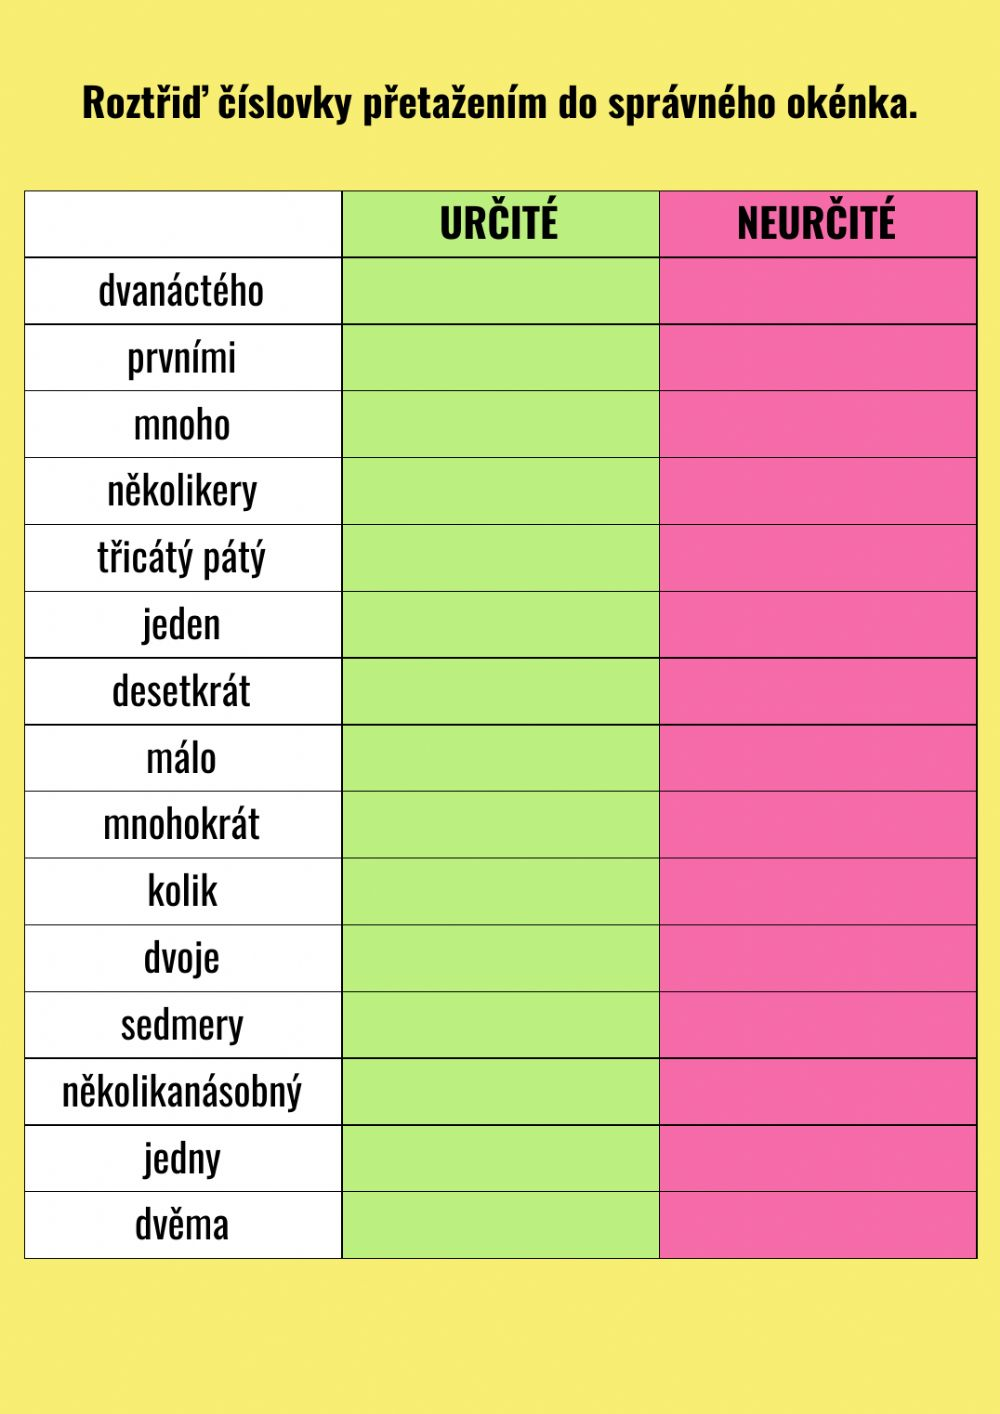 Roztřiď číslovky přetažením do správného okénka.
URČITÉ NEURČITÉ
dvanáctého
prvními
mnoho
několikery
třicátý pátý
jeden
desetkrát
málo
mnohokrát
kolik
dvoje
sedmery
několikanásobný
jedny
dvěma